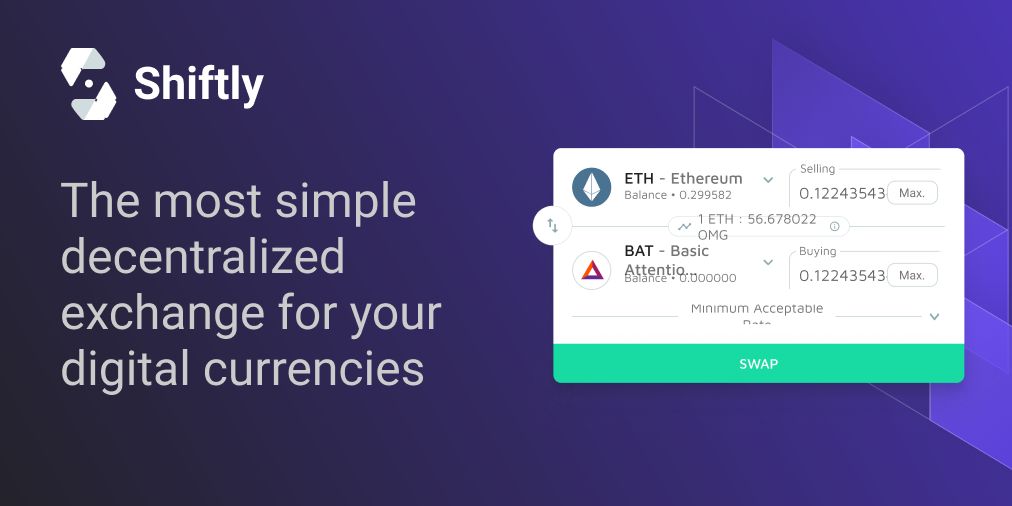 Shiftly
The most simple
decentralized
exchange for your
digital currencies
ETH - Ethereum
Balance • 0.299582
Selling
0.12243543
Max.
1 ETH : 56.678022
OMG
BAT - Basic
Attentio...
Balance • 0.000000
Buying
0.12243543
Max.
Minimum Acceptable
Rate
SWAP